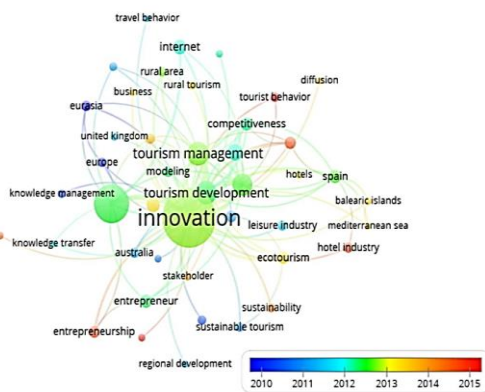 travel behavior
internet
rural area
diffusion
rural tourism
business
tourist behavior
eurasia
competitiveness
united kingdom
tourism management
europe
modeling
hotels
spain
knowledge management
tourism development
balearic islands
innovation
leisure industry
mediterranean sea
knowledge transfer
hotel industry
australia
ecotourism
stakeholder
entrepreneur
sustainability
sustainable tourism
entrepreneurship
regional development
2010 2011 2012 2013 2014 2015